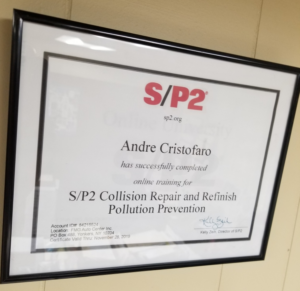 S/P2
sp2.org
Andre Cristofaro
has successfully completed
online training for
S/P2 Collision Repair and Refinish
Pollution Prevention